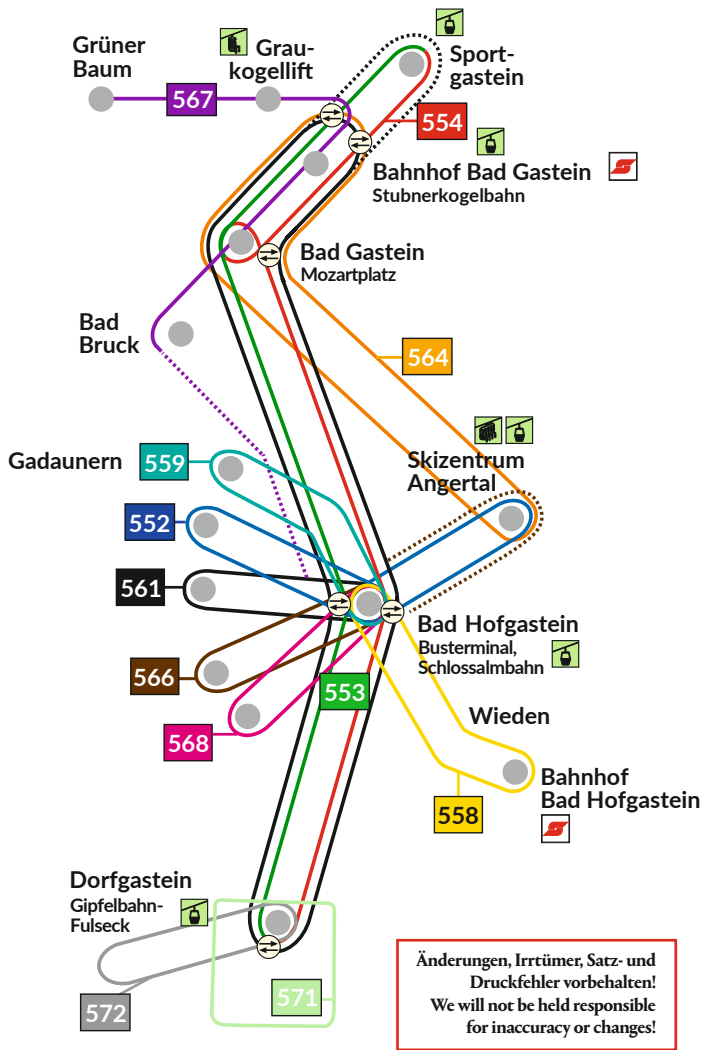 Grüner
Baum
Grau-
kogellift
Sport-
gastein
567
554
Bahnhof Bad Gastein
Stubnerkogelbahn
Bad Gastein
Mozartplatz
Bad
Bruck
564
Gadaunern
559
Skizentrum
Angertal
552
561
Bad Hofgastein
Busterminal,
Schlossalmbahn
566
553
568
Wieden
Bahnhof
Bad Hofgastein
558
Dorfgastein
Gipfelbahn-
Fulseck
571
572
Änderungen, Irrtümer, Satz- und
Druckfehler vorbehalten!
We will not be held responsible
for inaccuracy or changes!